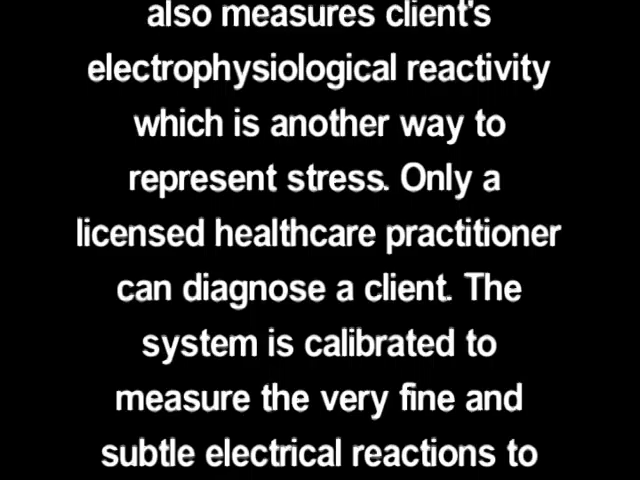 also measures client's
electrophysiological reactivity
which is another way to
represent stress. Only a
licensed healthcare practitioner
can diagnose a client. The
system is calibrated to
measure the very fine and
subtle electrical reactions to